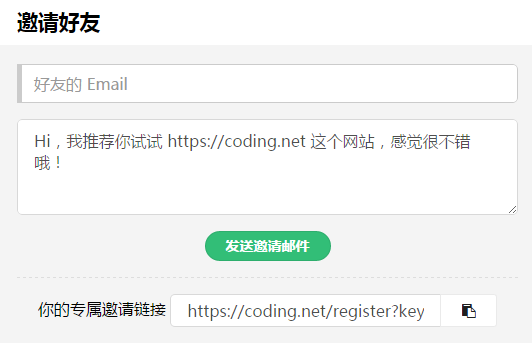 邀请好友
好友的 Email
Hi，我推荐你试试 https://coding.net 这个网站，感觉很不错
哦！
发送邀请邮件
你的专属邀请链接 https://coding.net/register?key